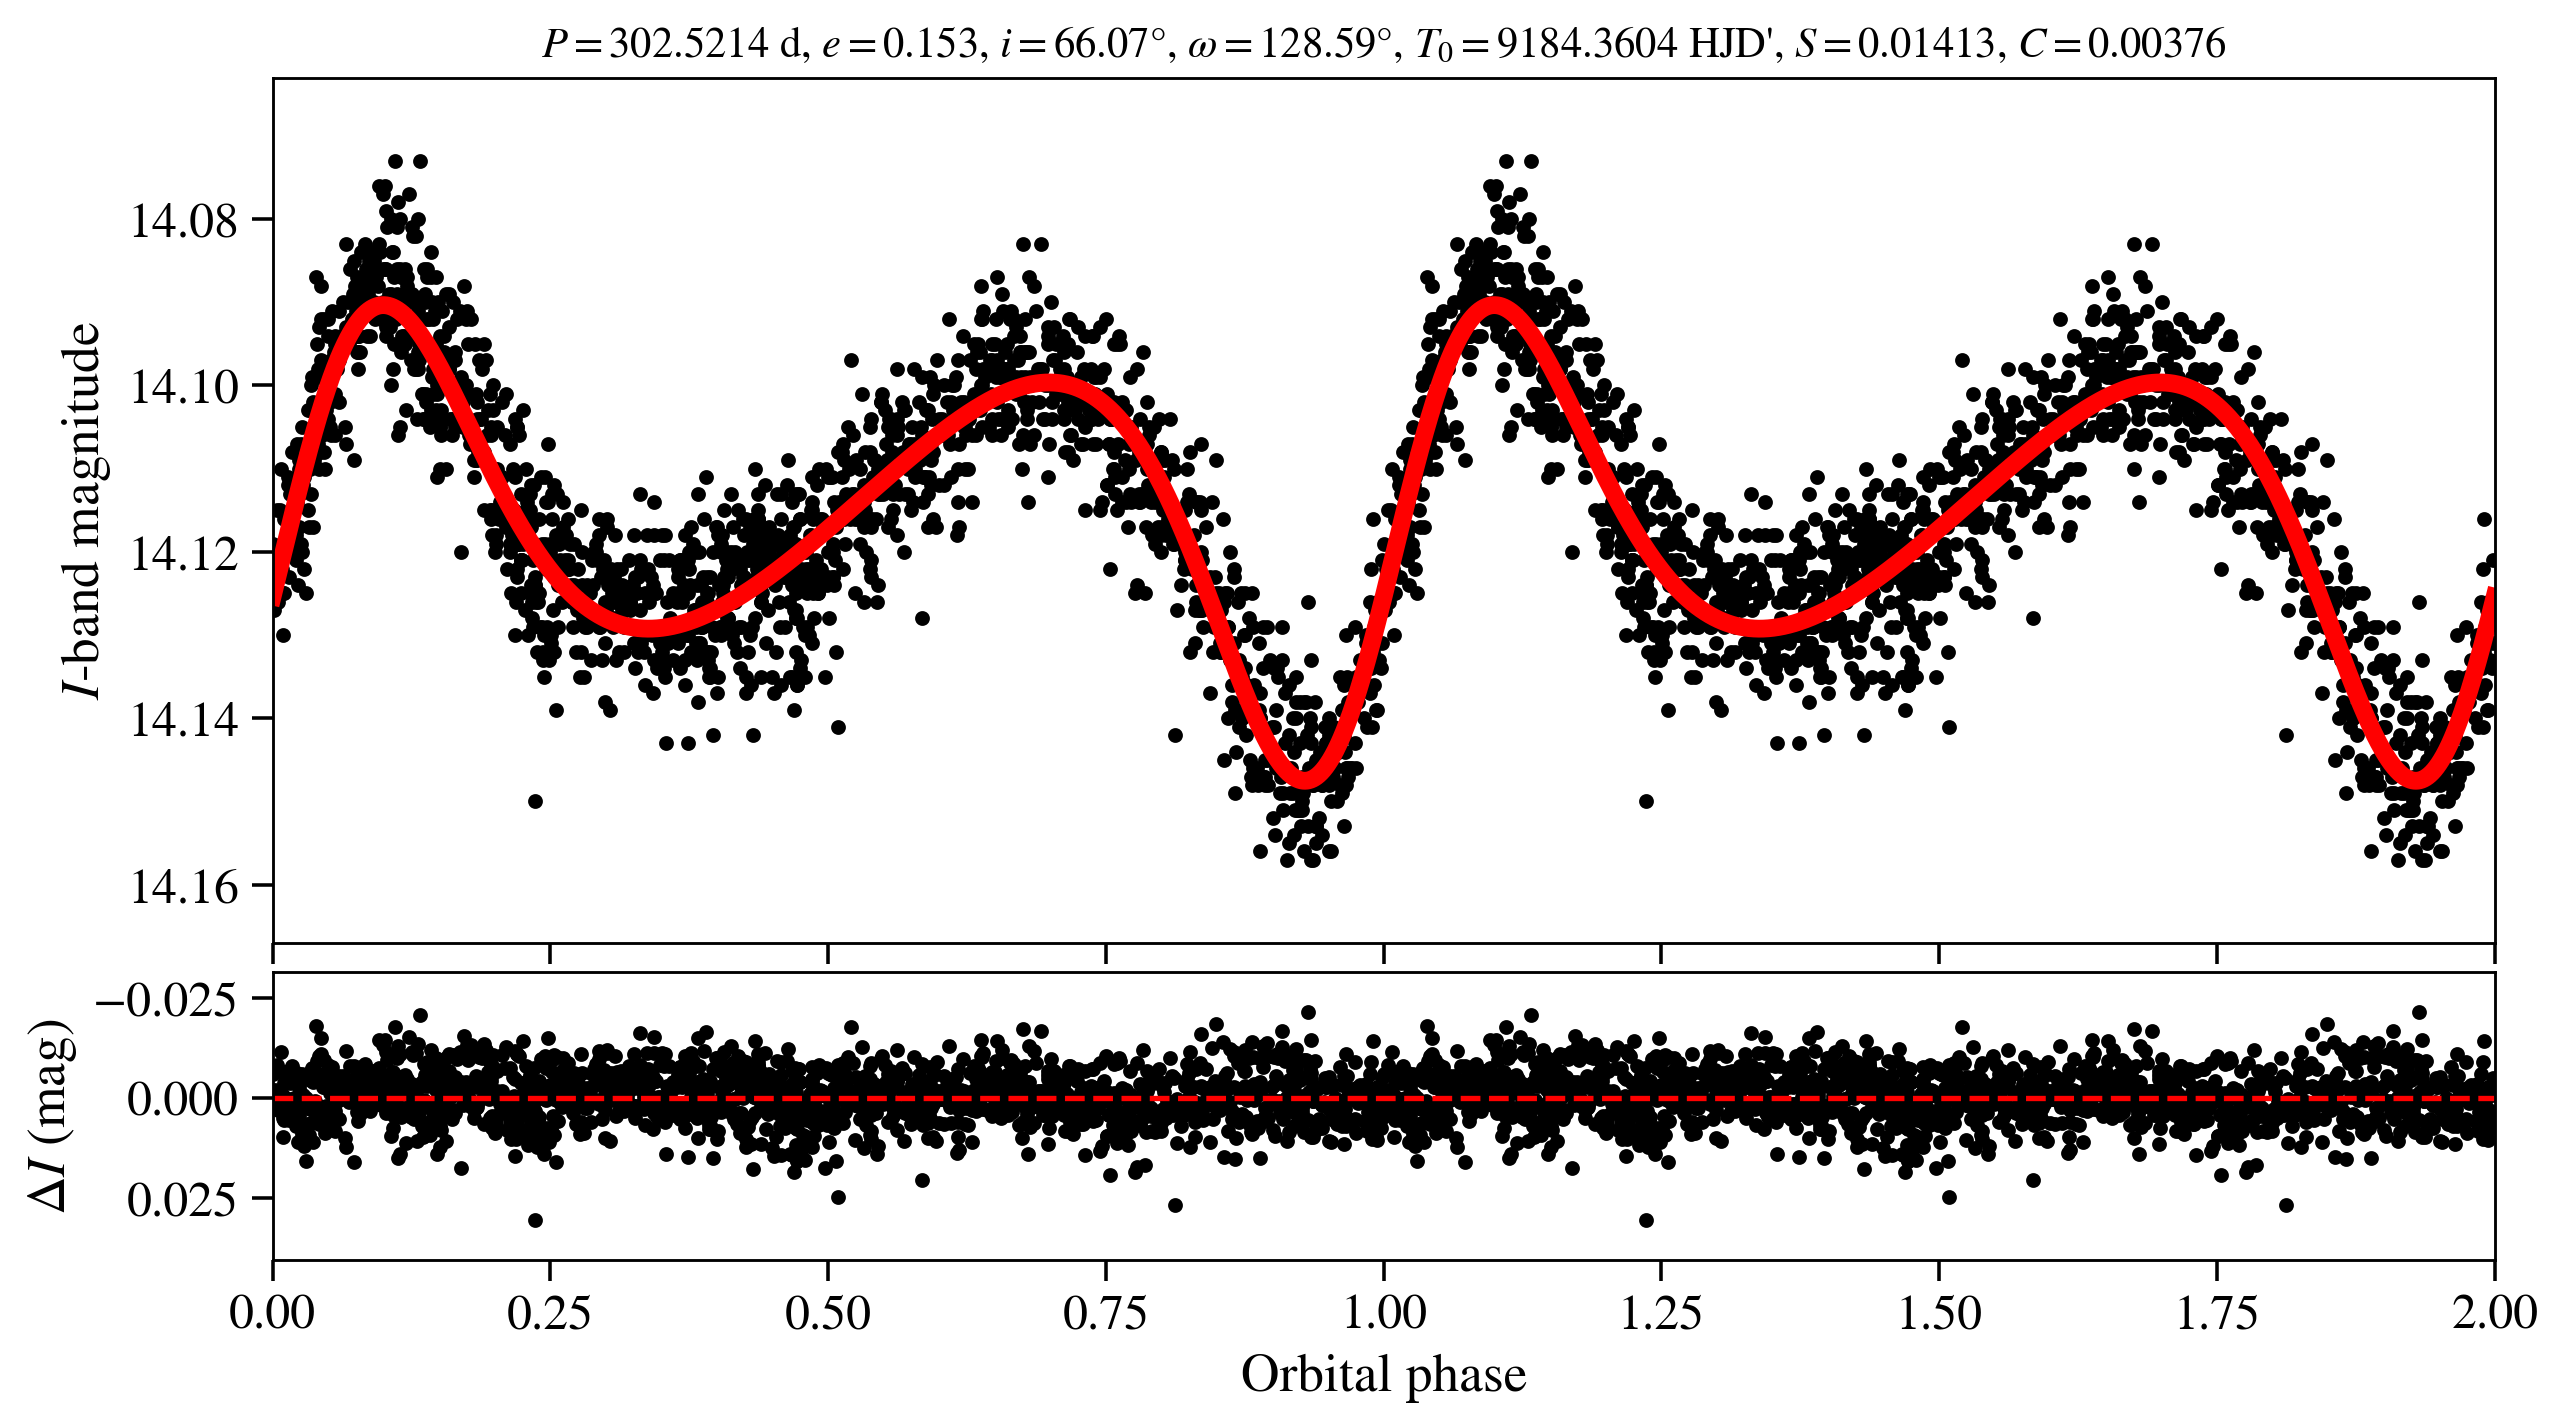 P = 302.5214 d, e = 0.153, i = 66.07°, ω = 128.59°, T₀ = 9184.3604 HJD', S = 0.01413, C = 0.00376
I-band magnitude
14.08
14.10
14.12
14.14
14.16
ΔI (mag)
−0.025
0.000
0.025
0.00 0.25 0.50 0.75 1.00 1.25 1.50 1.75 2.00
Orbital phase